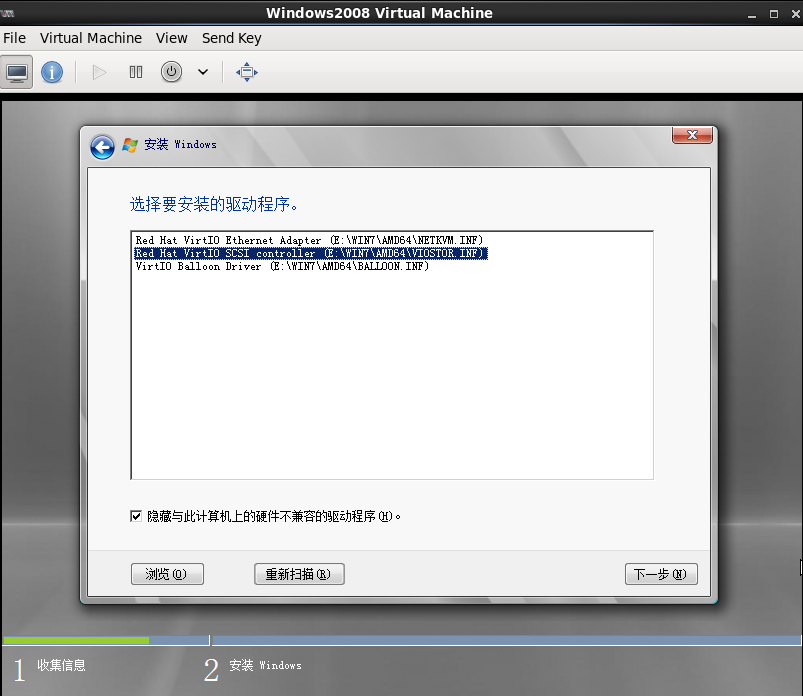 Windows2008 Virtual Machine
File Virtual Machine View Send Key
安装 Windows
选择要安装的驱动程序。
Red Hat VirtIO Ethernet Adapter (E:\WIN7\AMD64\NETKVM.INF)
Red Hat VirtIO SCSI controller (E:\WIN7\AMD64\VIOSTOR.INF)
VirtIO Balloon Driver (E:\WIN7\AMD64\BALLOON.INF)
隐藏与此计算机上的硬件不兼容的驱动程序(H)。
浏览(O) 重新扫描(R) 下一步(N)
1 收集信息 2 安装 Windows